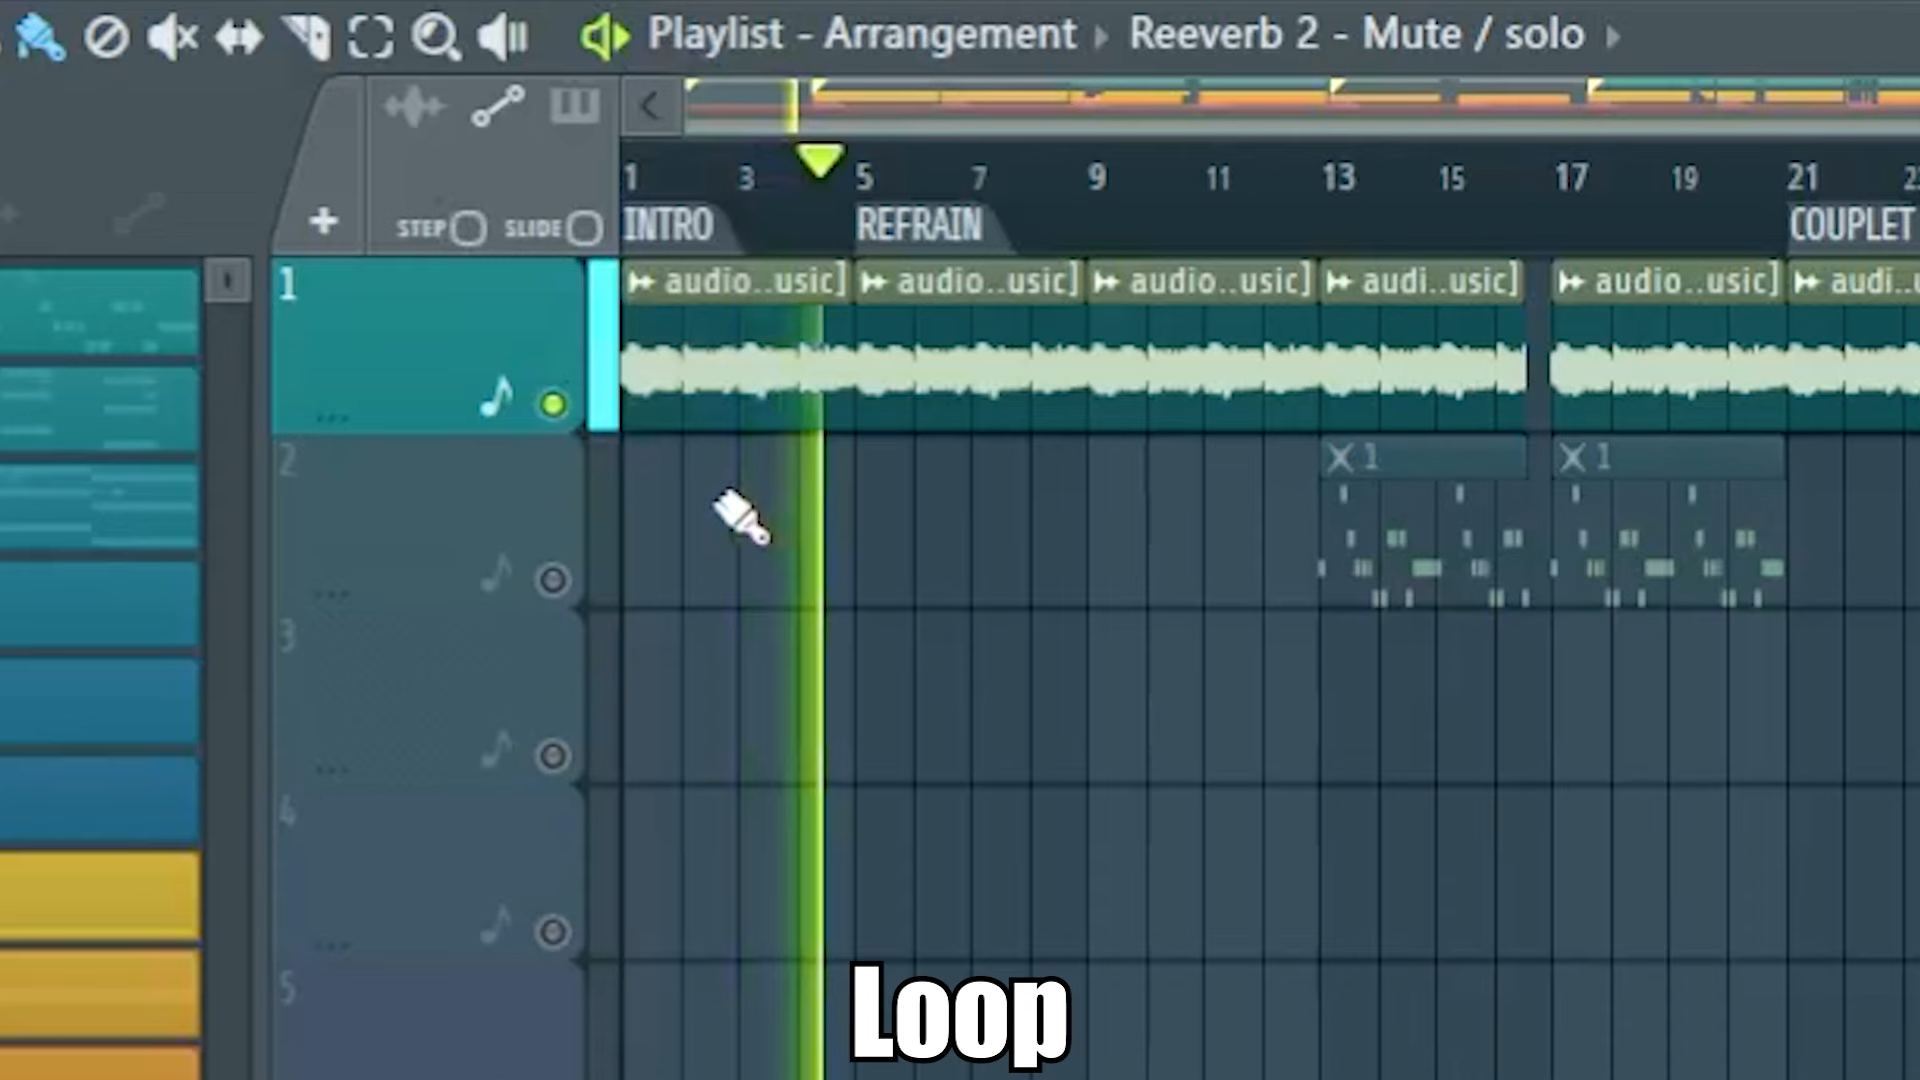 Playlist - Arrangement ▸ Reeverb 2 - Mute / solo ▸
1 3 5 7 9 11 13 15 17 19 21
STEP SLIDE INTRO REFRAIN COUPLET
1 audio..usic] audio..usic] audio..usic] audi..usic] audio..usic]
2 1 1
3
4
5
Loop